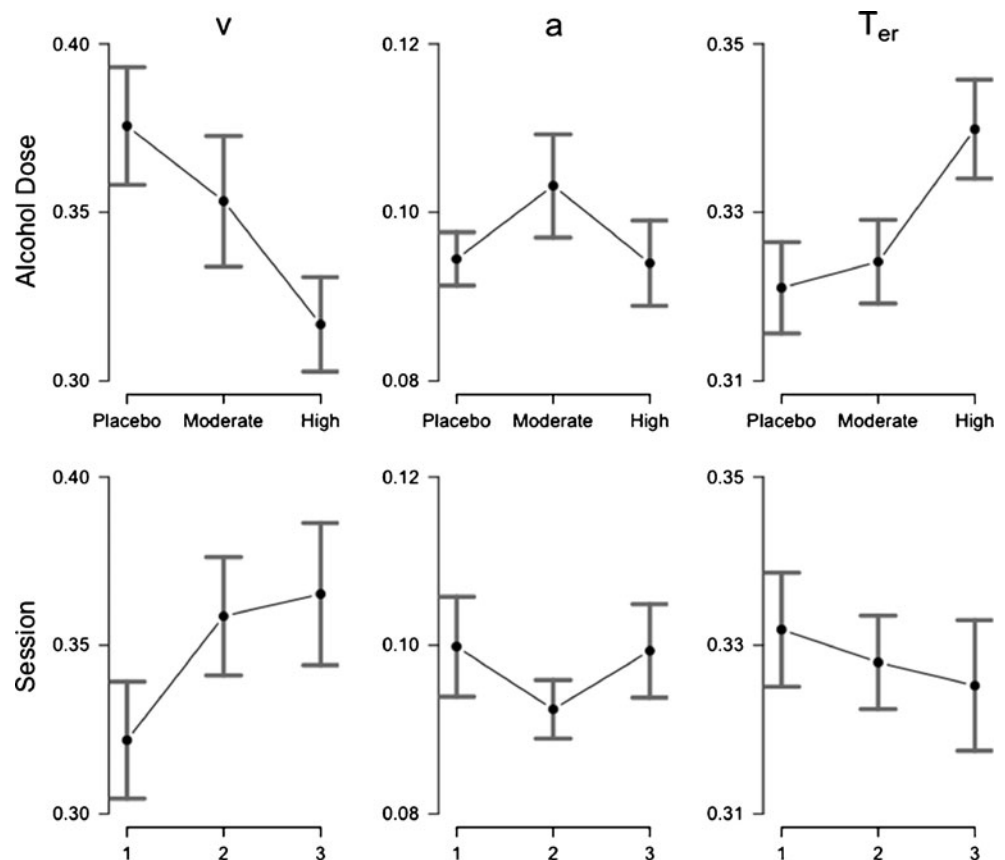 v a Ter
Alcohol Dose
0.40 0.12 0.35
0.35 0.10 0.33
0.30 0.08 0.31
Placebo Moderate High Placebo Moderate High Placebo Moderate High
Session
0.40 0.12 0.35
0.35 0.10 0.33
0.30 0.08 0.31
1 2 3 1 2 3 1 2 3